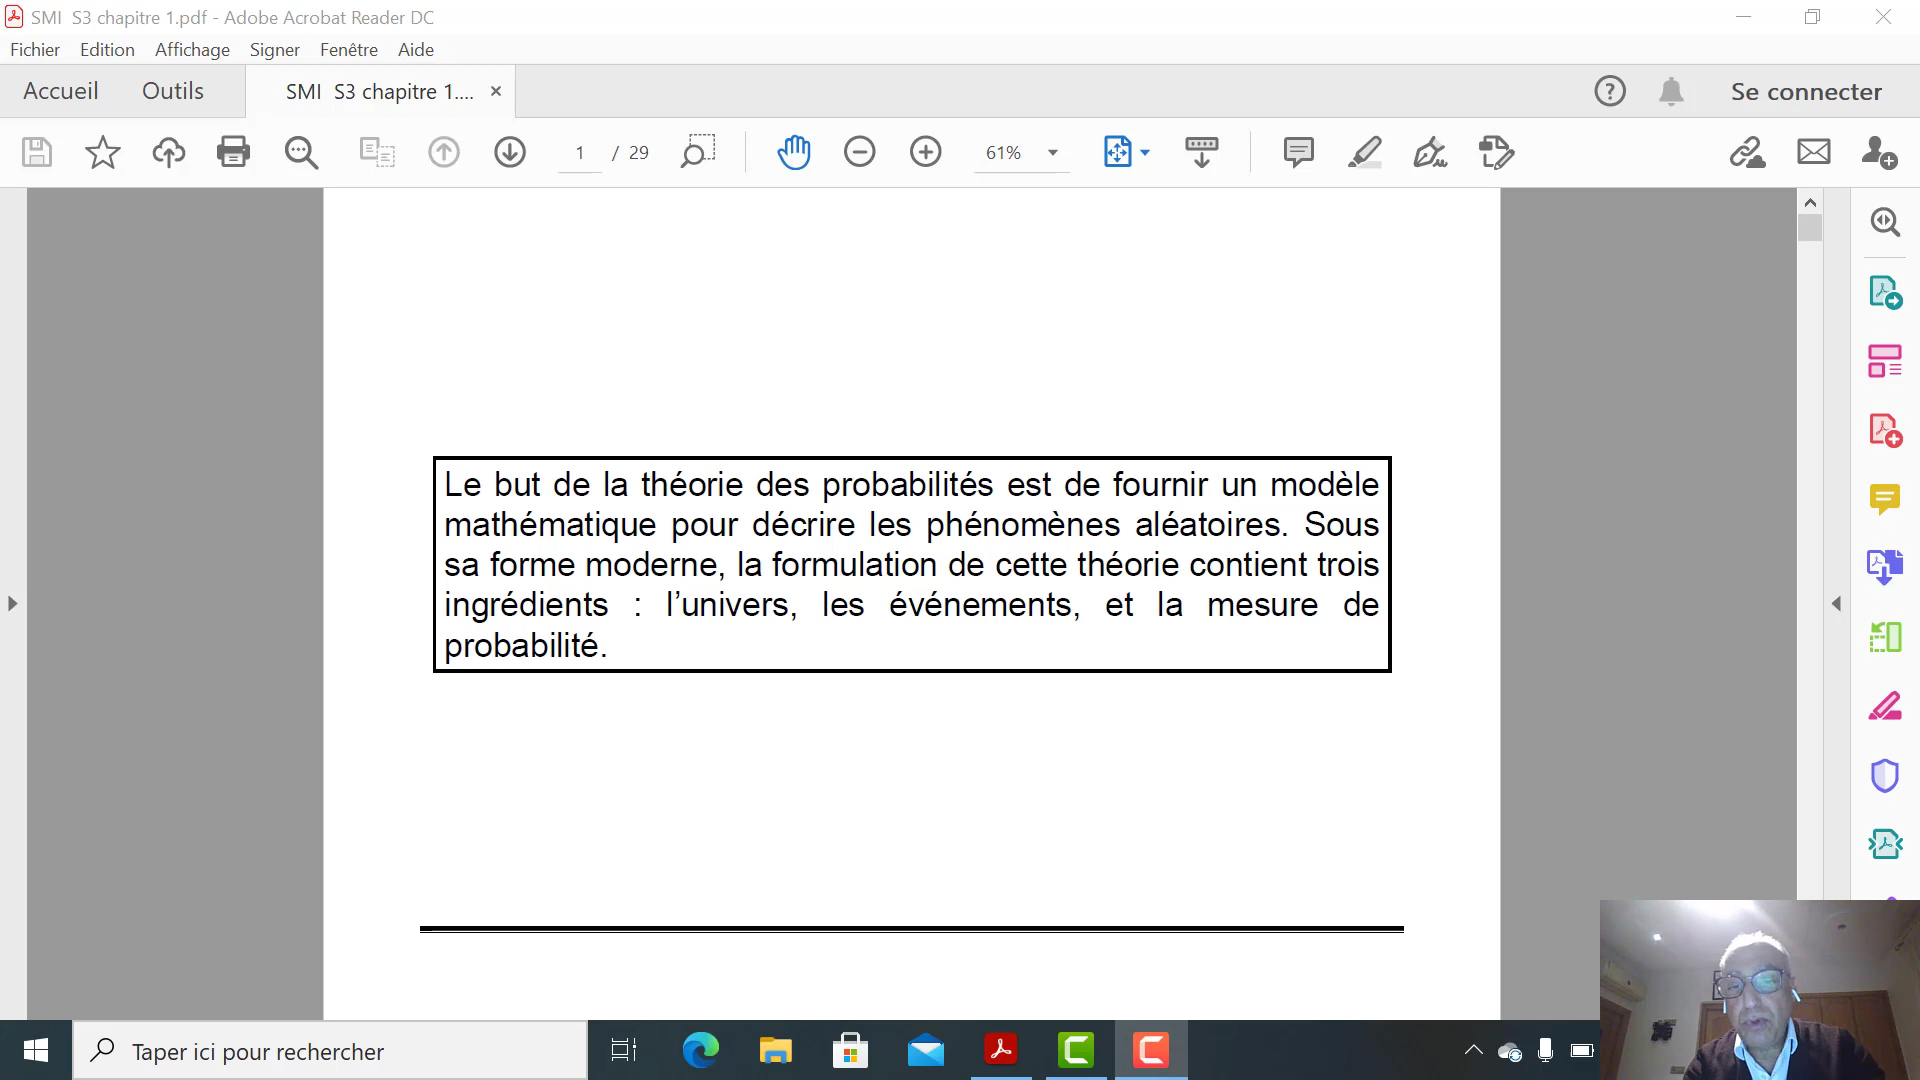 SMI S3 chapitre 1.pdf - Adobe Acrobat Reader DC
Fichier Edition Affichage Signer Fenêtre Aide
Accueil Outils SMI S3 chapitre 1.... × Se connecter
1 / 29 61%
Le but de la théorie des probabilités est de fournir un modèle
mathématique pour décrire les phénomènes aléatoires. Sous
sa forme moderne, la formulation de cette théorie contient trois
ingrédients : l’univers, les événements, et la mesure de
probabilité.
Taper ici pour rechercher